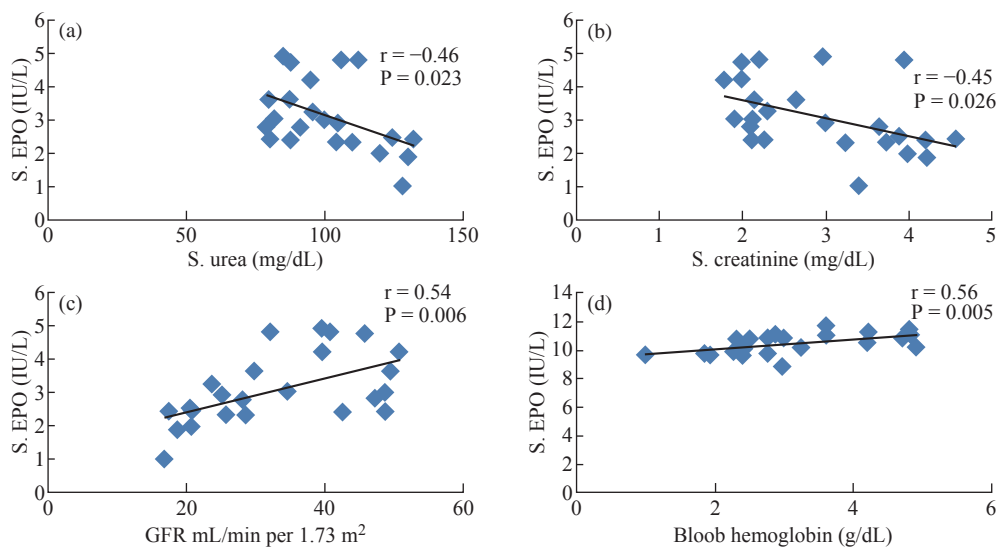 (a)
r = −0.46
P = 0.023
S. EPO (IU/L)
6
5
4
3
2
1
0
0
50
100
150
S. urea (mg/dL)
(b)
r = −0.45
P = 0.026
S. EPO (IU/L)
6
5
4
3
2
1
0
0
1
2
3
4
5
S. creatinine (mg/dL)
(c)
r = 0.54
P = 0.006
S. EPO (IU/L)
6
5
4
3
2
1
0
0
20
40
60
GFR mL/min per 1.73 m²
(d)
r = 0.56
P = 0.005
S. EPO (IU/L)
14
12
10
8
6
4
2
0
0
2
4
6
Bloob hemoglobin (g/dL)